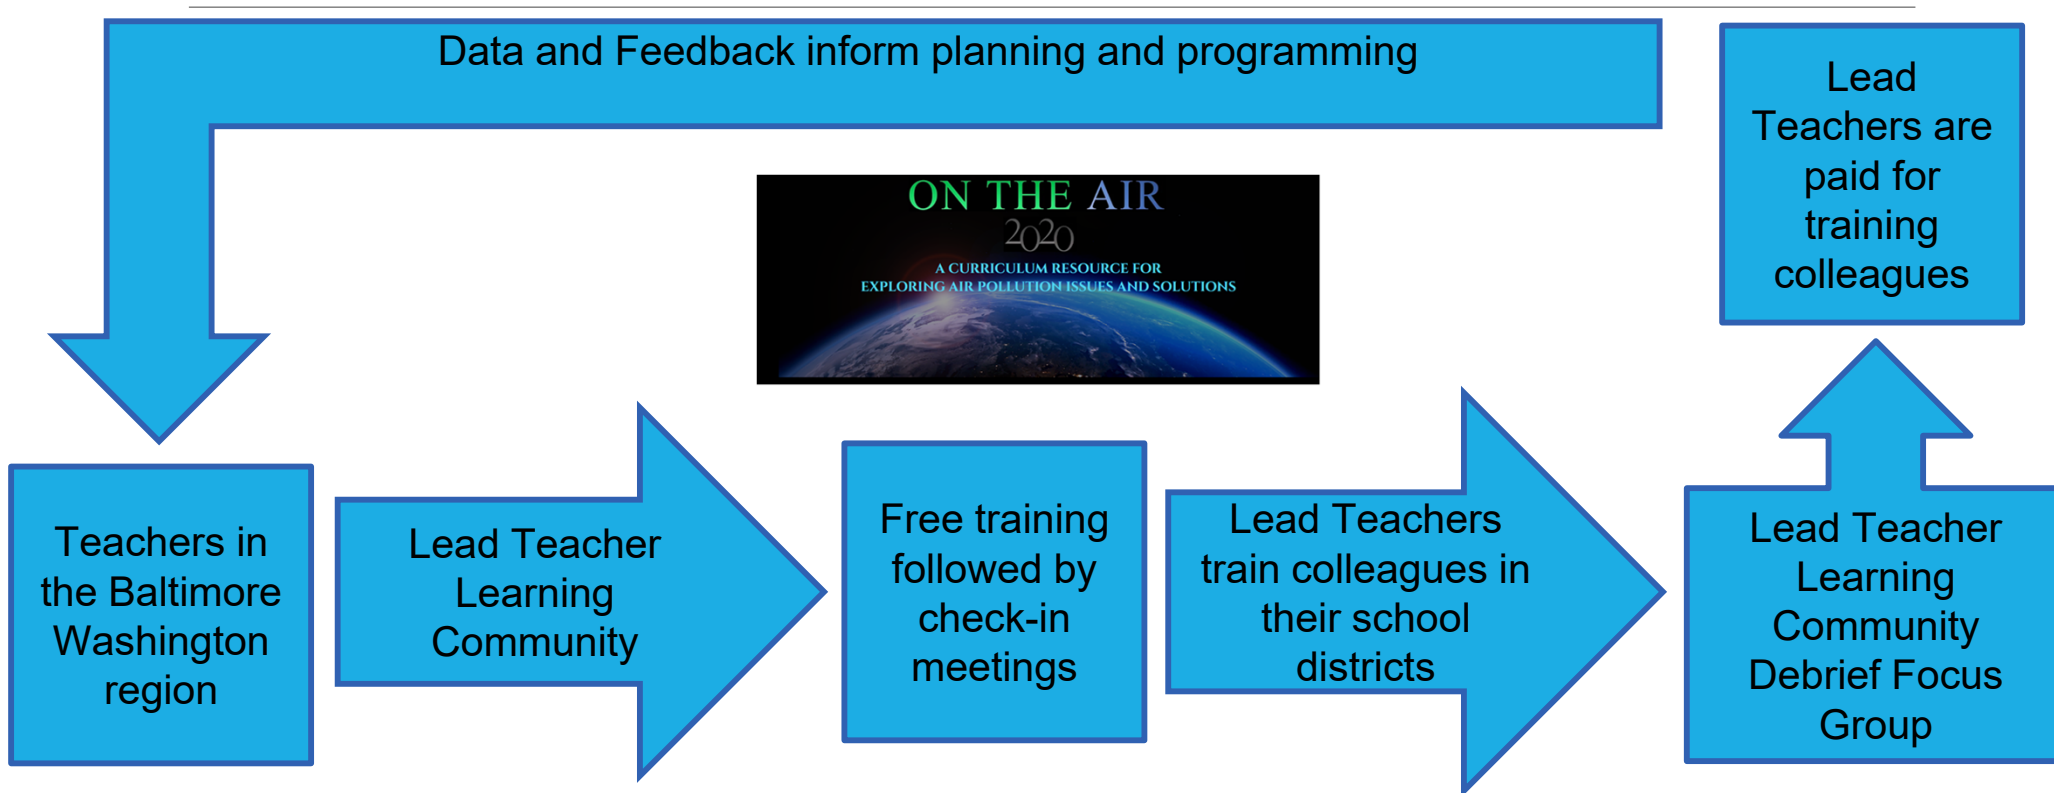 Data and Feedback inform planning and programming
Lead
Teachers are
paid for
training
colleagues
ON THE AIR
2020
A CURRICULUM RESOURCE FOR
EXPLORING AIR POLLUTION ISSUES AND SOLUTIONS
Teachers in
the Baltimore
Washington
region
Lead Teacher
Learning
Community
Free training
followed by
check-in
meetings
Lead Teachers
train colleagues in
their school
districts
Lead Teacher
Learning
Community
Debrief Focus
Group